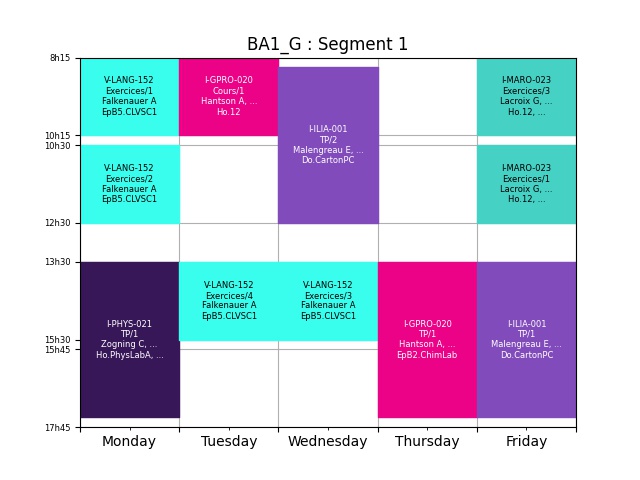 BA1_G : Segment 1
8h15
10h15
10h30
12h30
13h30
15h30
15h45
17h45
V-LANG-152
Exercices/1
Falkenauer A
EpB5.CLVSC1
I-GPRO-020
Cours/1
Hantson A, ...
Ho.12
I-ILIA-001
TP/2
Malengreau E, ...
Do.CartonPC
I-MARO-023
Exercices/3
Lacroix G, ...
Ho.12, ...
V-LANG-152
Exercices/2
Falkenauer A
EpB5.CLVSC1
I-MARO-023
Exercices/1
Lacroix G, ...
Ho.12, ...
I-PHYS-021
TP/1
Zogning C, ...
Ho.PhysLabA, ...
V-LANG-152
Exercices/4
Falkenauer A
EpB5.CLVSC1
V-LANG-152
Exercices/3
Falkenauer A
EpB5.CLVSC1
I-GPRO-020
TP/1
Hantson A, ...
EpB2.ChimLab
I-ILIA-001
TP/1
Malengreau E, ...
Do.CartonPC
Monday
Tuesday
Wednesday
Thursday
Friday